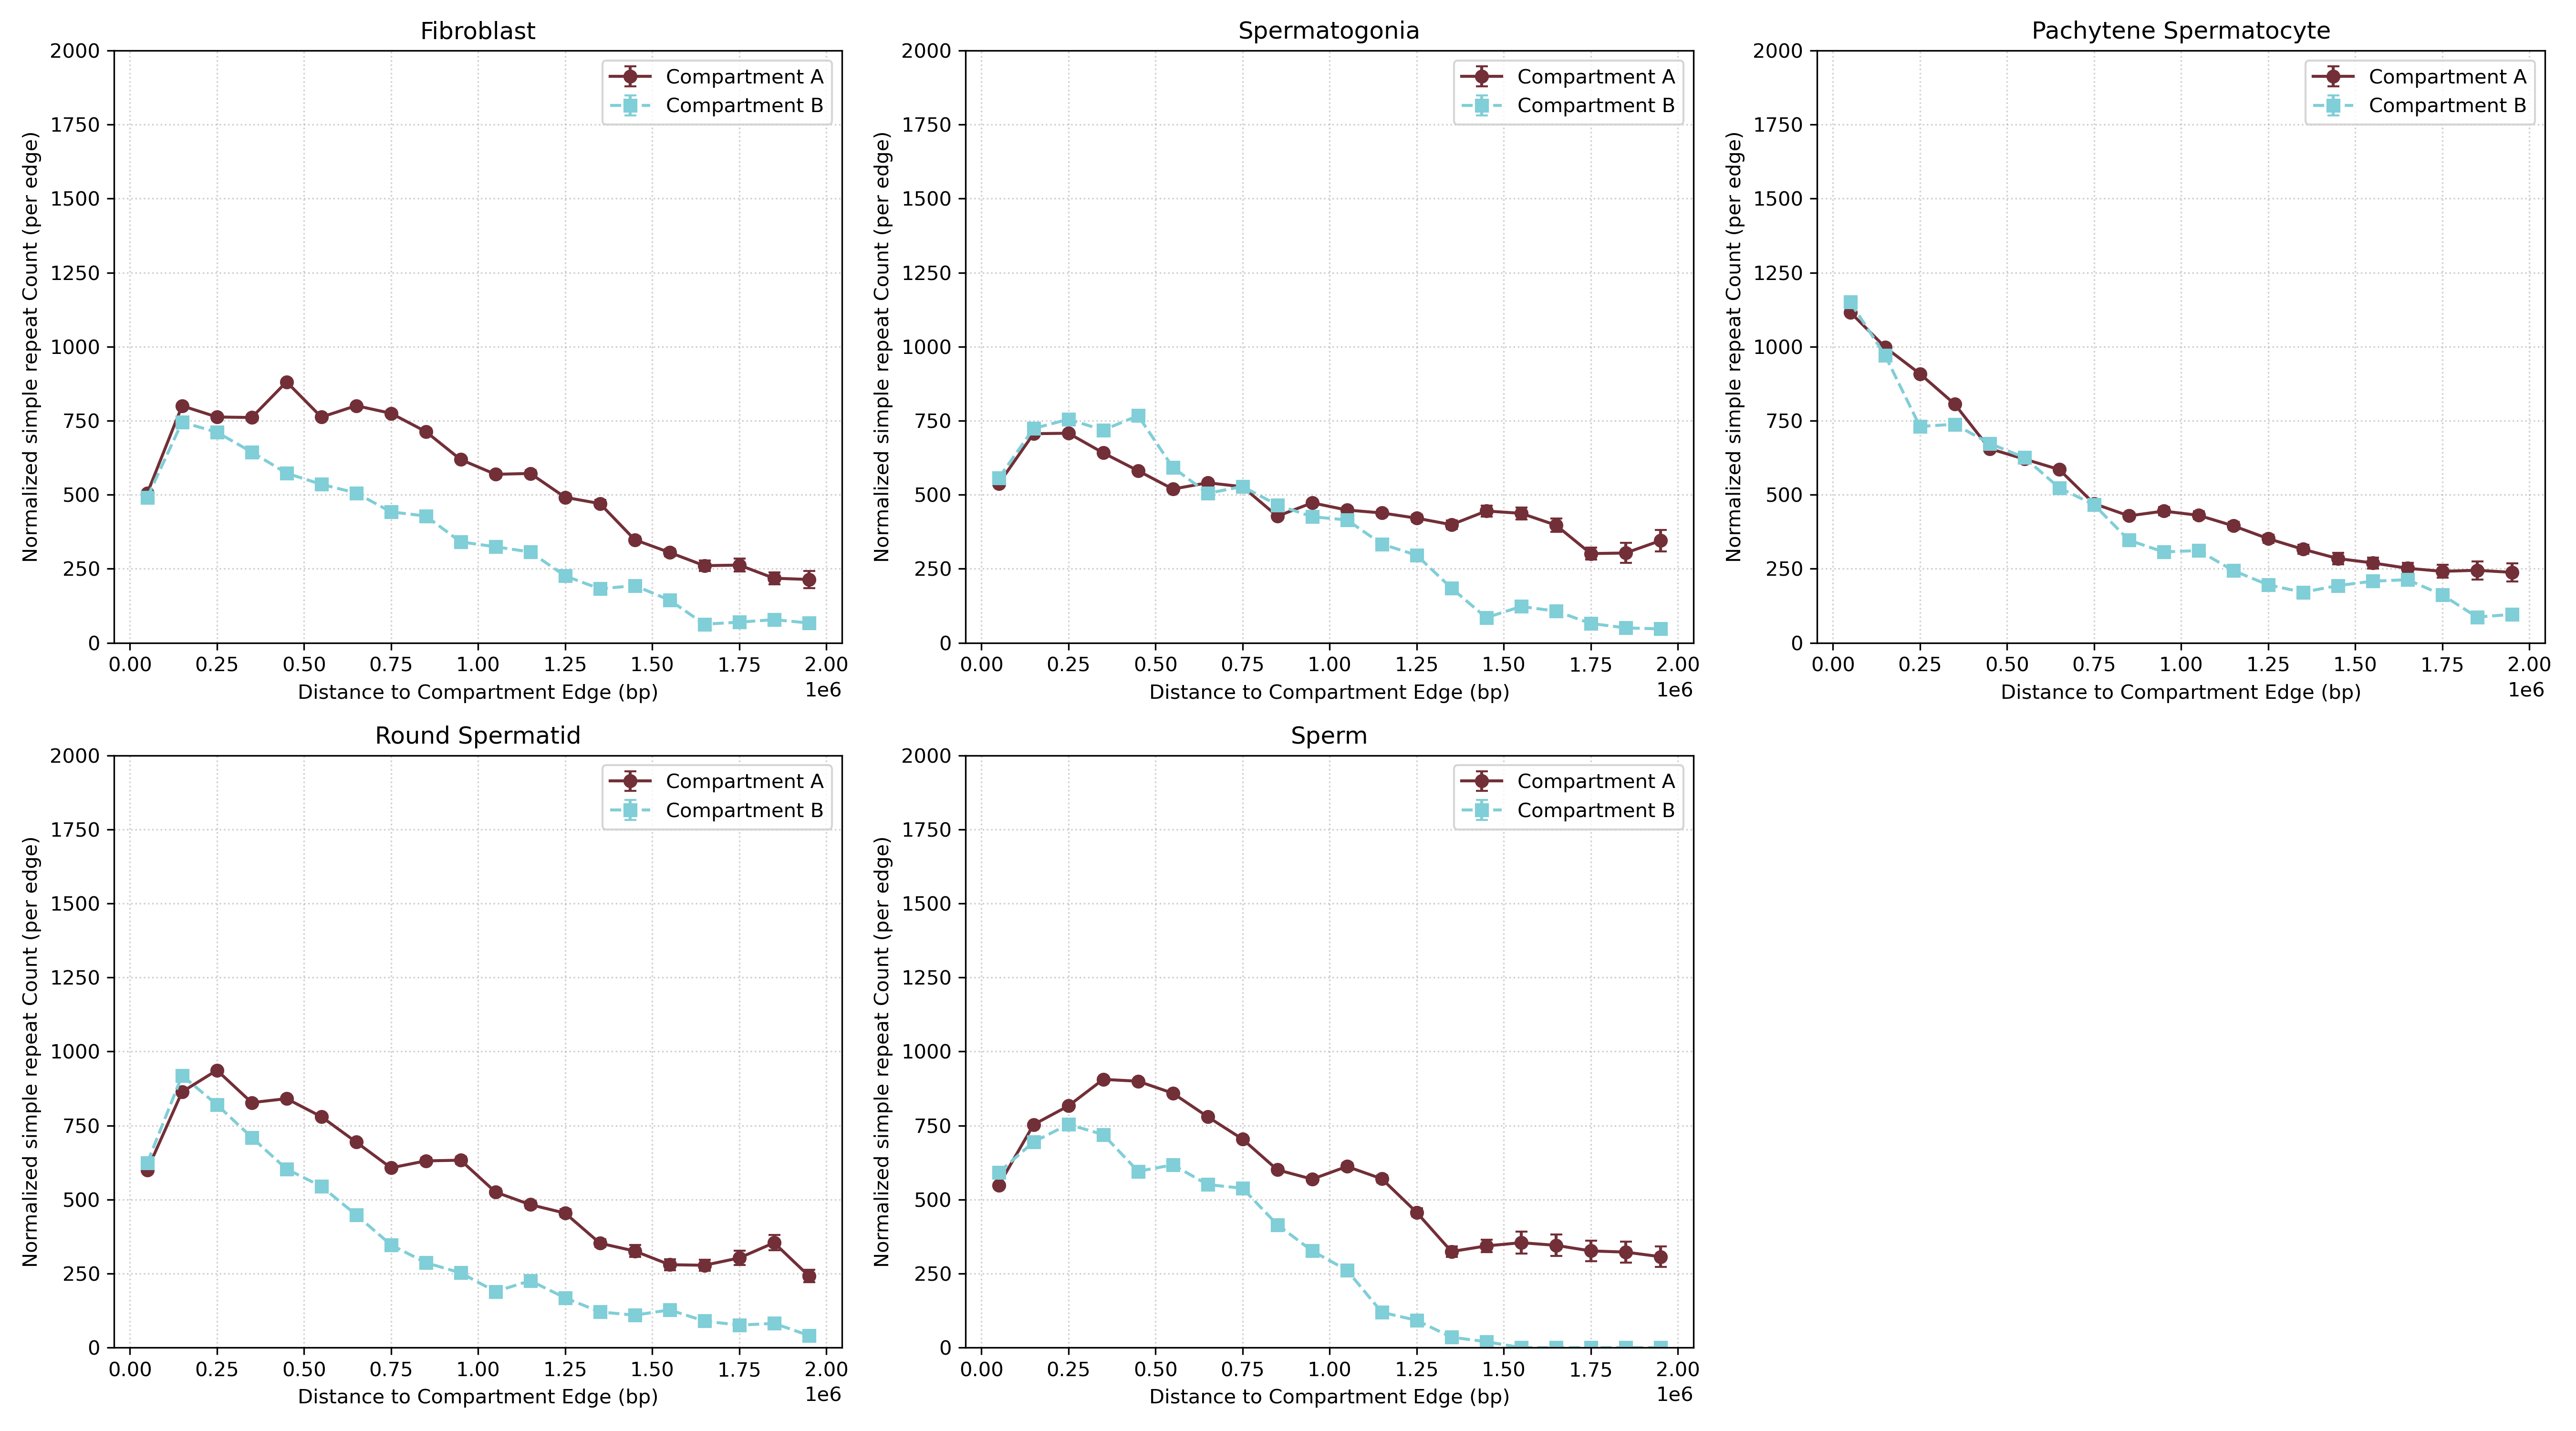 Fibroblast
Normalized simple repeat Count (per edge)
2000
1750
1500
1250
1000
750
500
250
0
Compartment A
Compartment B
0.00 0.25 0.50 0.75 1.00 1.25 1.50 1.75 2.00
1e6
Distance to Compartment Edge (bp)
Spermatogonia
Normalized simple repeat Count (per edge)
2000
1750
1500
1250
1000
750
500
250
0
Compartment A
Compartment B
0.00 0.25 0.50 0.75 1.00 1.25 1.50 1.75 2.00
1e6
Distance to Compartment Edge (bp)
Pachytene Spermatocyte
Normalized simple repeat Count (per edge)
2000
1750
1500
1250
1000
750
500
250
0
Compartment A
Compartment B
0.00 0.25 0.50 0.75 1.00 1.25 1.50 1.75 2.00
1e6
Distance to Compartment Edge (bp)
Round Spermatid
Normalized simple repeat Count (per edge)
2000
1750
1500
1250
1000
750
500
250
0
Compartment A
Compartment B
0.00 0.25 0.50 0.75 1.00 1.25 1.50 1.75 2.00
1e6
Distance to Compartment Edge (bp)
Sperm
Normalized simple repeat Count (per edge)
2000
1750
1500
1250
1000
750
500
250
0
Compartment A
Compartment B
0.00 0.25 0.50 0.75 1.00 1.25 1.50 1.75 2.00
1e6
Distance to Compartment Edge (bp)